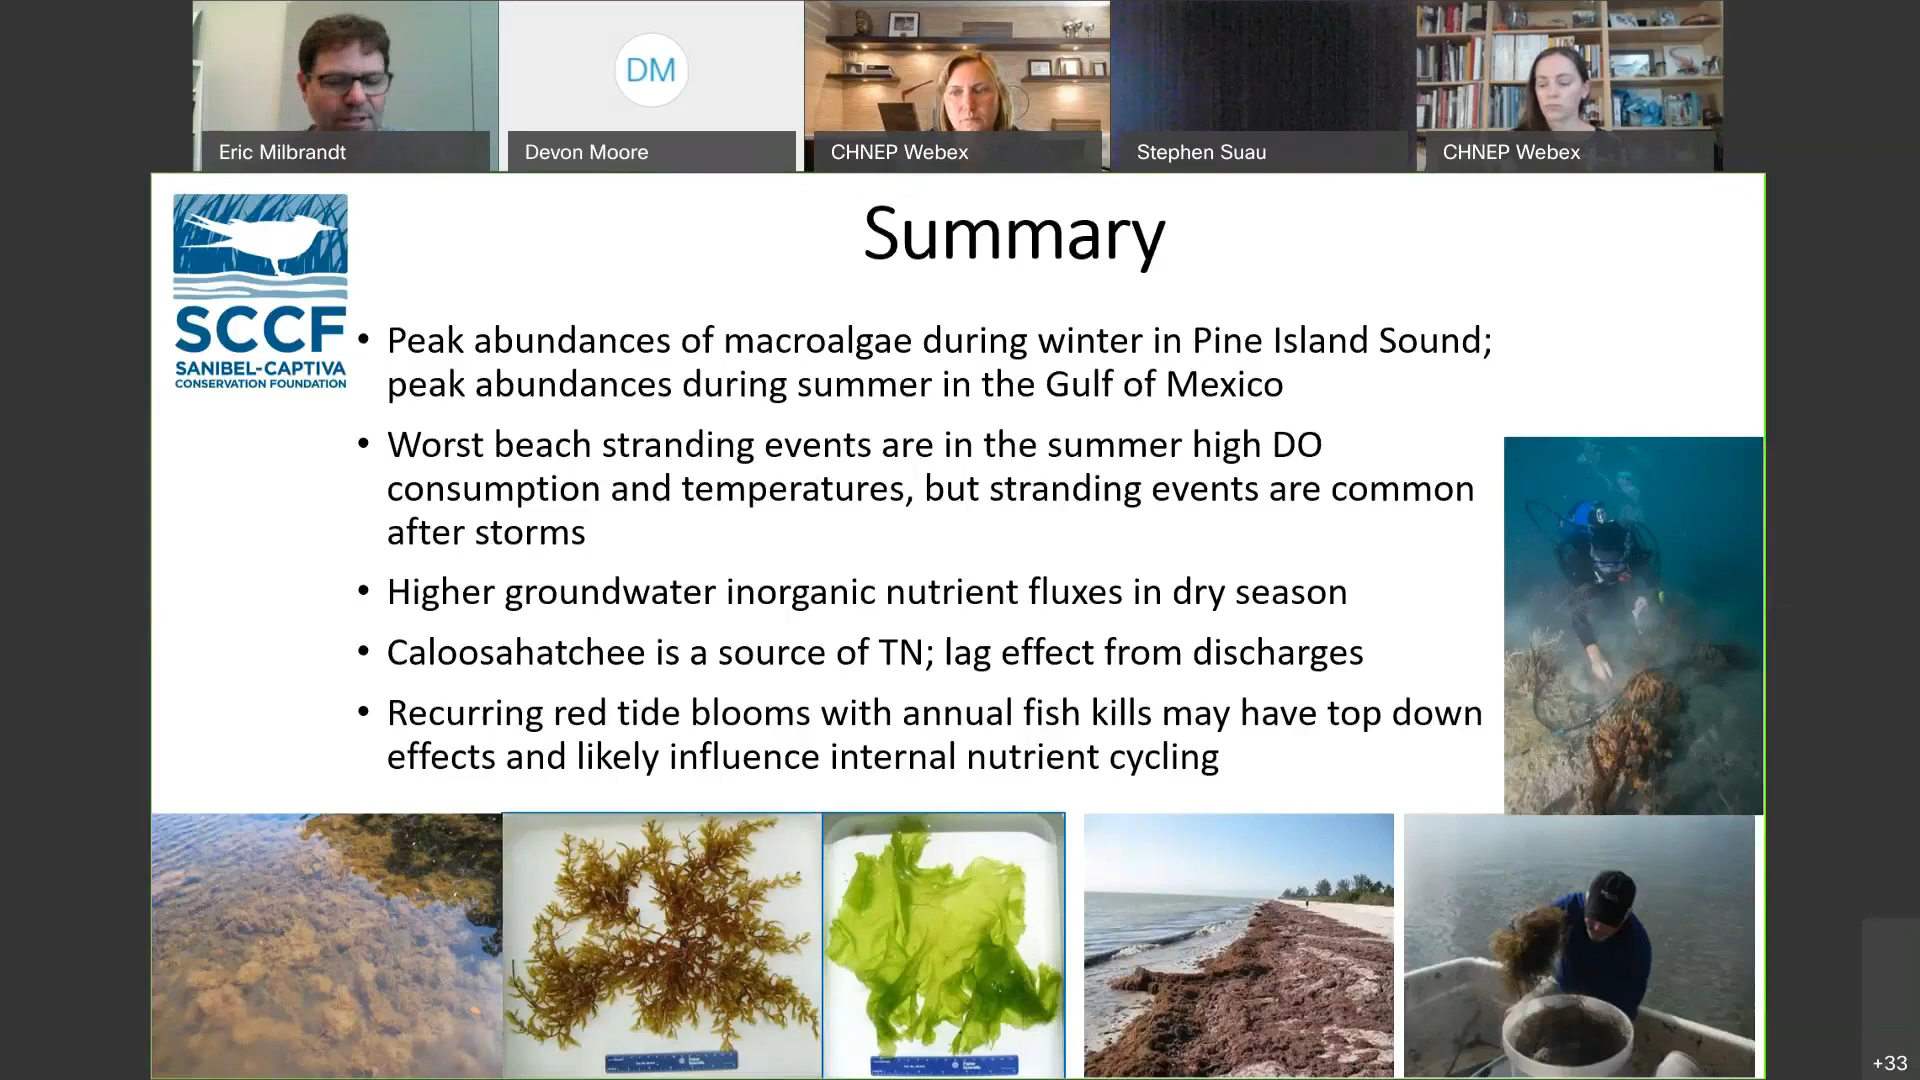 DM
Eric Milbrandt
Devon Moore
CHNEP Webex
Stephen Suau
CHNEP Webex
Summary
SCCF
SANIBEL-CAPTIVA
CONSERVATION FOUNDATION
• Peak abundances of macroalgae during winter in Pine Island Sound;
peak abundances during summer in the Gulf of Mexico
• Worst beach stranding events are in the summer high DO
consumption and temperatures, but stranding events are common
after storms
• Higher groundwater inorganic nutrient fluxes in dry season
• Caloosahatchee is a source of TN; lag effect from discharges
• Recurring red tide blooms with annual fish kills may have top down
effects and likely influence internal nutrient cycling
+33